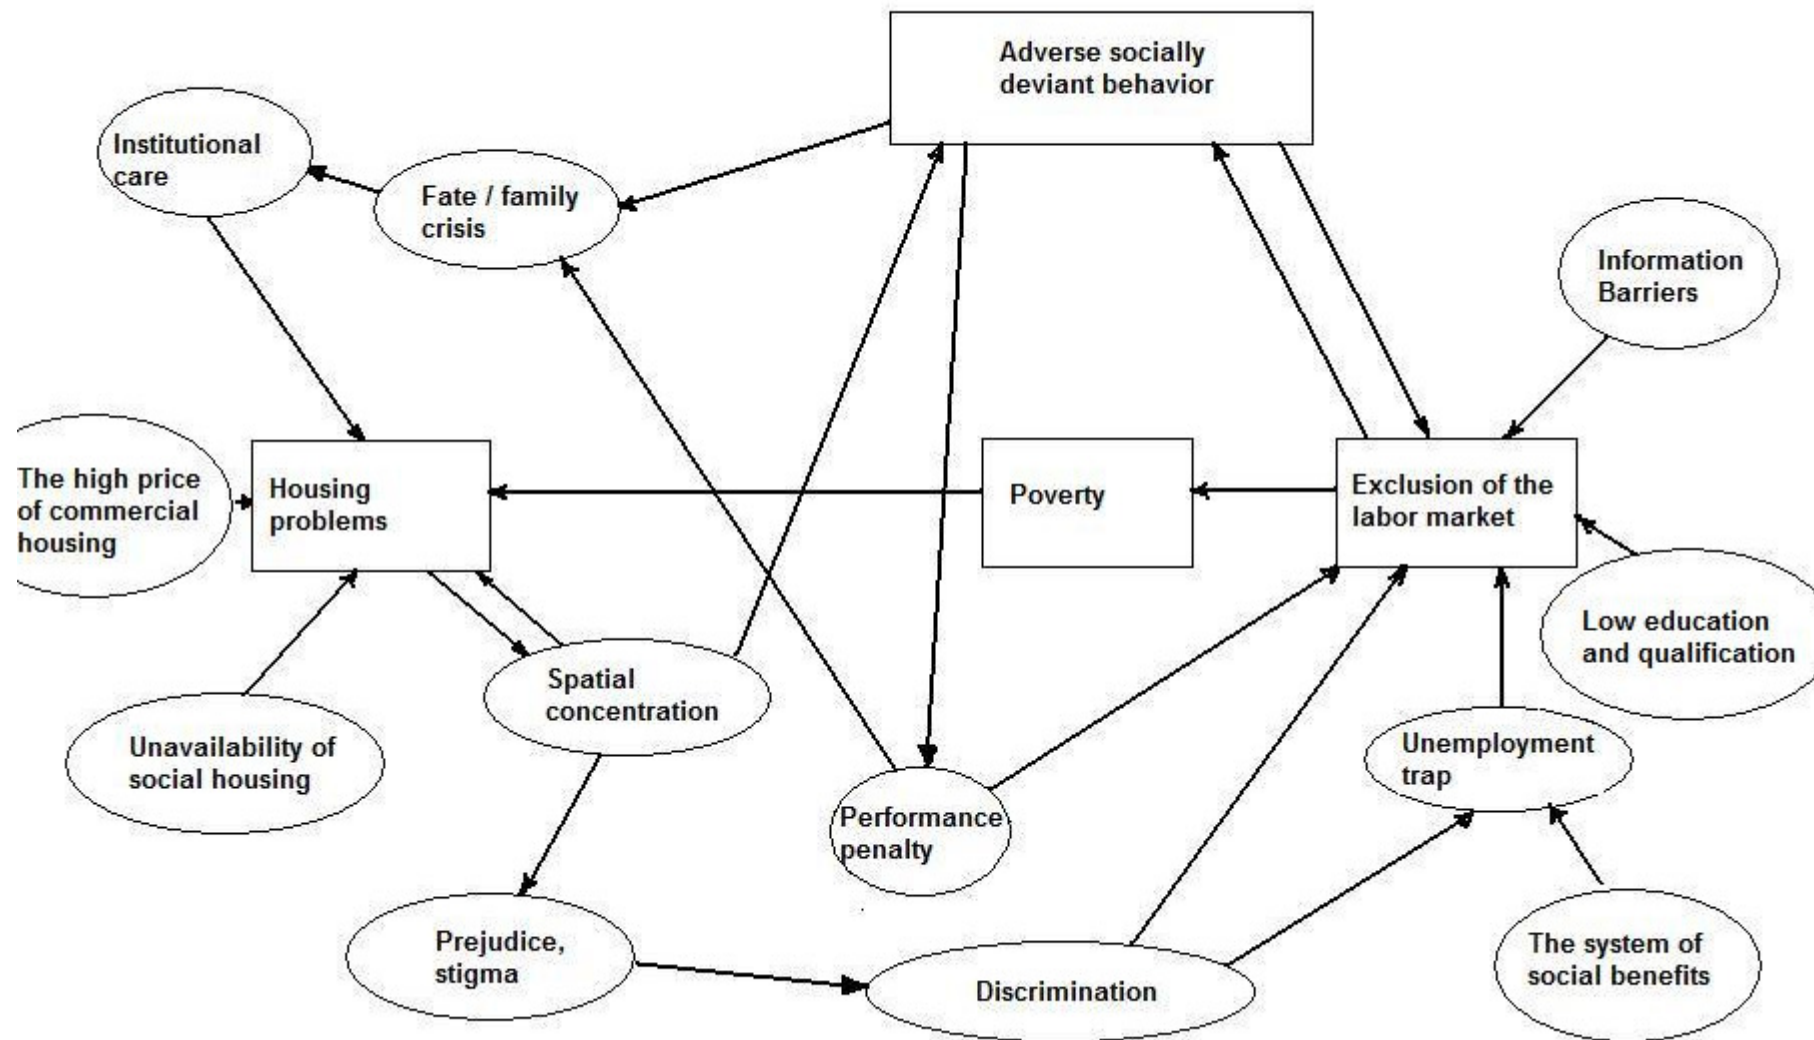 Adverse socially
deviant behavior
Institutional
care
Fate / family
crisis
Information
Barriers
The high price
of commercial
housing
Housing
problems
Poverty
Exclusion of the
labor market
Low education
and qualification
Spatial
concentration
Unavailability of
social housing
Unemployment
trap
Performance
penalty
Prejudice,
stigma
Discrimination
The system of
social benefits